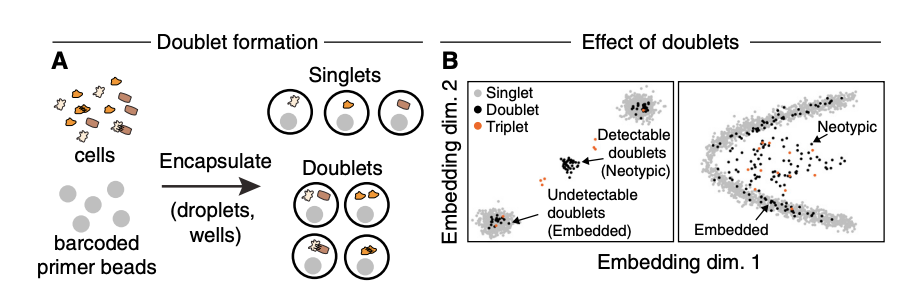 Doublet formation
A
cells
barcoded
primer beads
Encapsulate
(droplets,
wells)
Singlets
Doublets
Effect of doublets
B
Embedding dim. 2
Singlet
Doublet
Triplet
Detectable
doublets
(Neotypic)
Undetectable
doublets
(Embedded)
Neotypic
Embedded
Embedding dim. 1